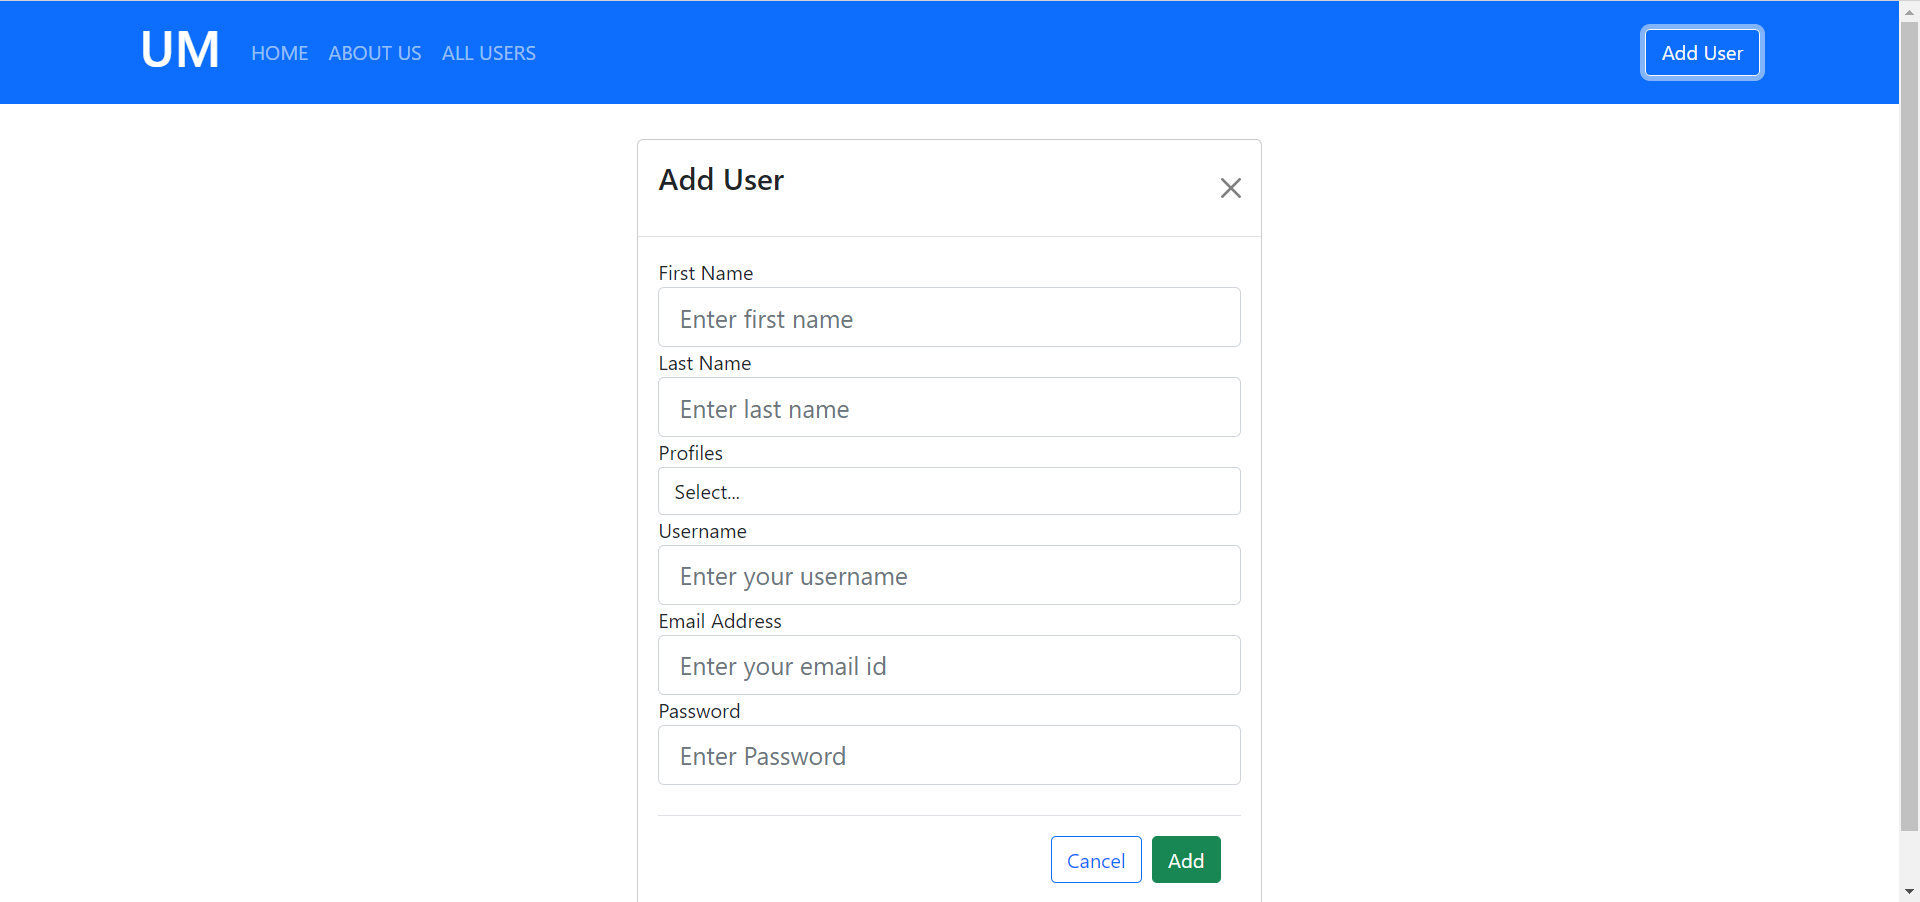 UM HOME ABOUT US ALL USERS Add User
Add User
First Name
Enter first name
Last Name
Enter last name
Profiles
Select...
Username
Enter your username
Email Address
Enter your email id
Password
Enter Password
Cancel Add